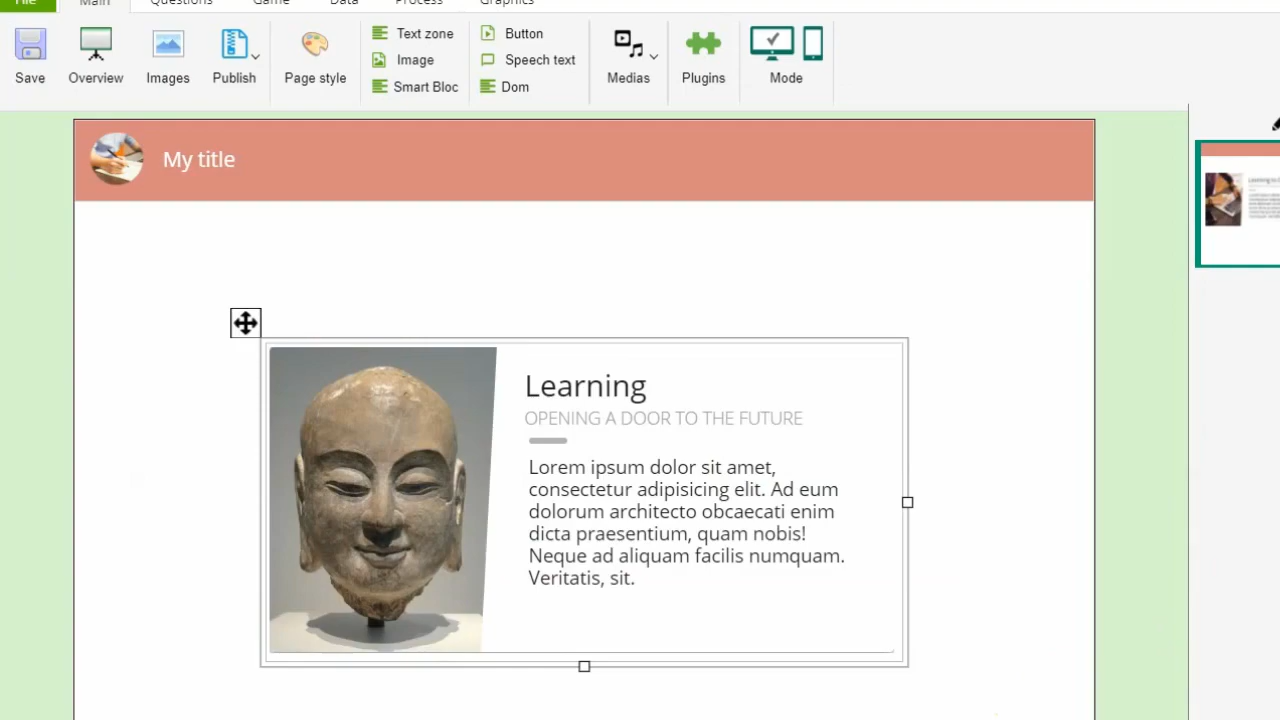 File
Main
Questions
Game
Data
Process
Graphics
Save
Overview
Images
Publish
Page style
Text zone
Image
Smart Bloc
Button
Speech text
Dom
Medias
Plugins
Mode
My title
Learning
OPENING A DOOR TO THE FUTURE
Lorem ipsum dolor sit amet,
consectetur adipisicing elit. Ad eum
dolorum architecto obcaecati enim
dicta praesentium, quam nobis!
Neque ad aliquam facilis numquam.
Veritatis, sit.